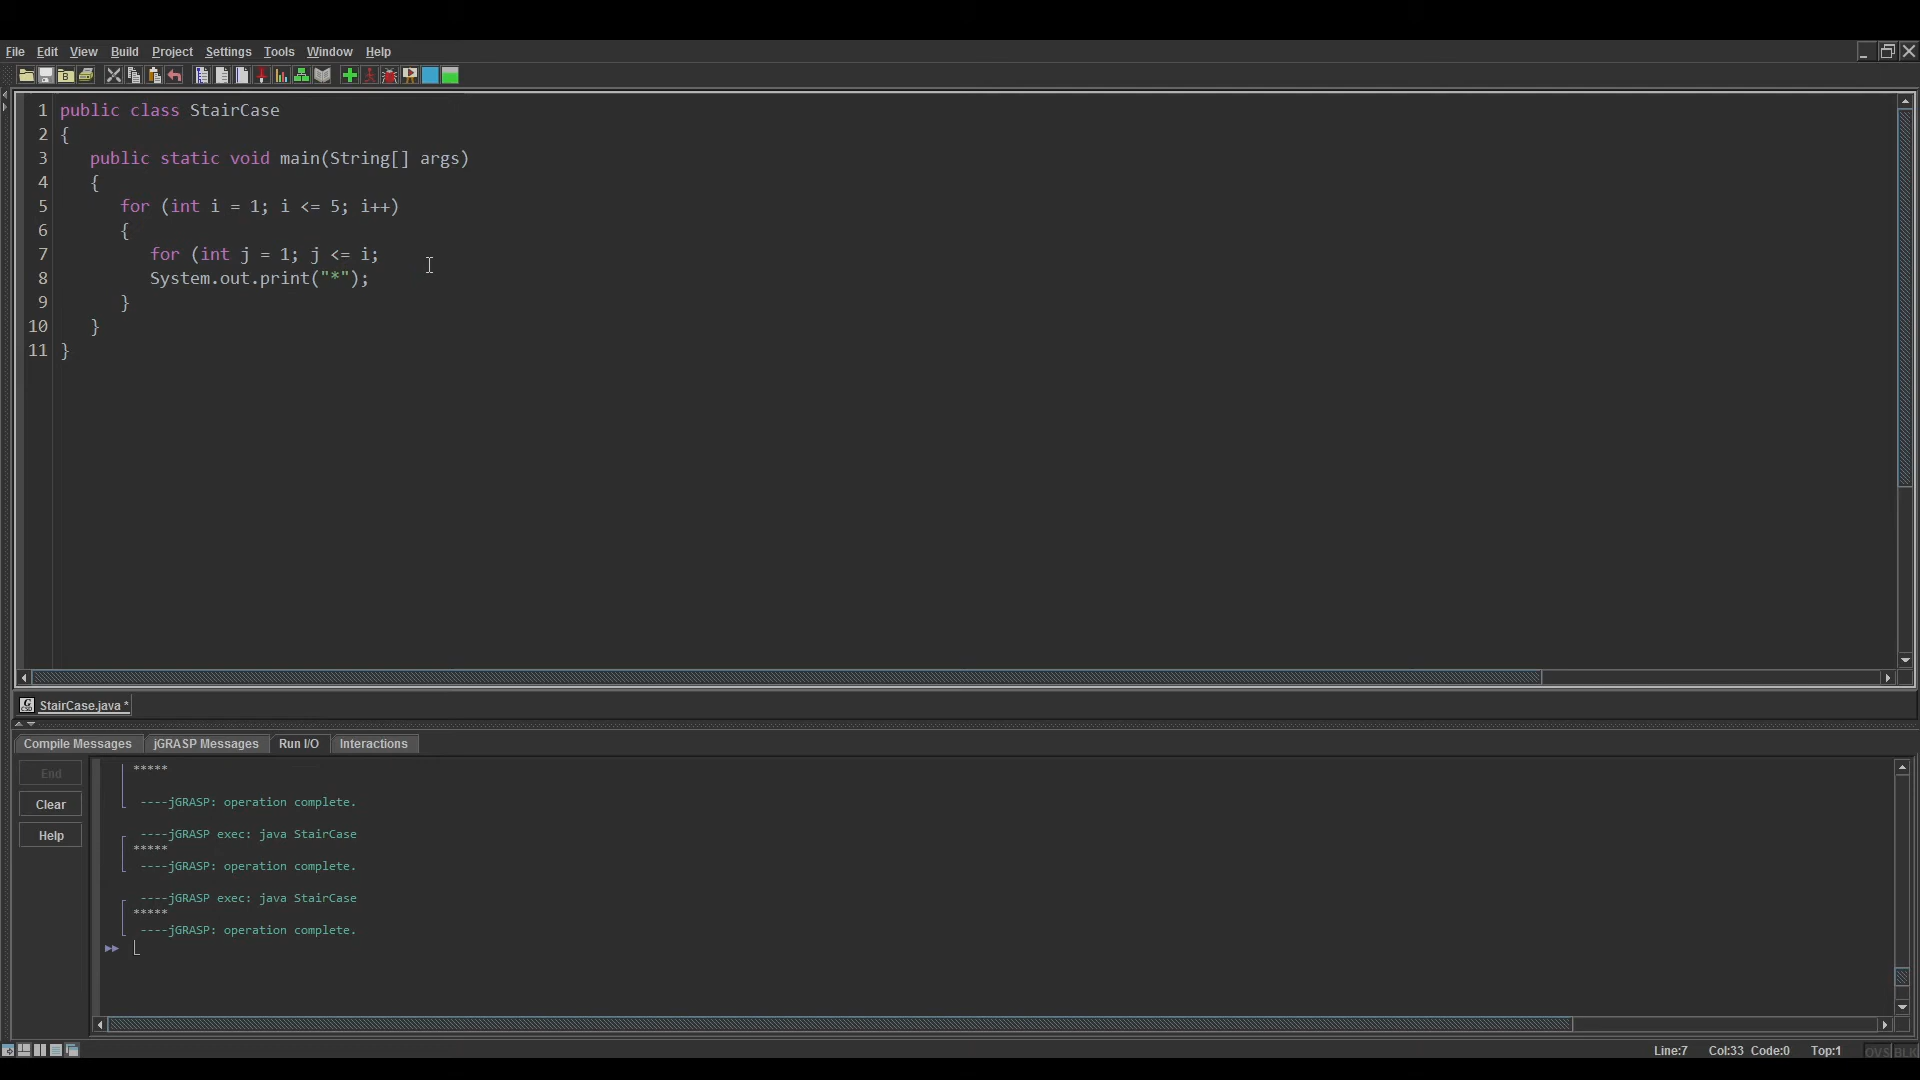 File Edit View Build Project Settings Tools Window Help
1 public class StairCase
2 {
3 public static void main(String[] args)
4 {
5 for (int i = 1; i <= 5; i++)
6 {
7 for (int j = 1; j <= i;
8 System.out.print("*");
9 }
10 }
11 }
StairCase.java *
Compile Messages jGRASP Messages Run I/O Interactions
End
Clear
Help
*****
----jGRASP: operation complete.
----jGRASP exec: java StairCase
*****
----jGRASP: operation complete.
----jGRASP exec: java StairCase
*****
----jGRASP: operation complete.
Line:7 Col:33 Code:0 Top:1 OVS BLK